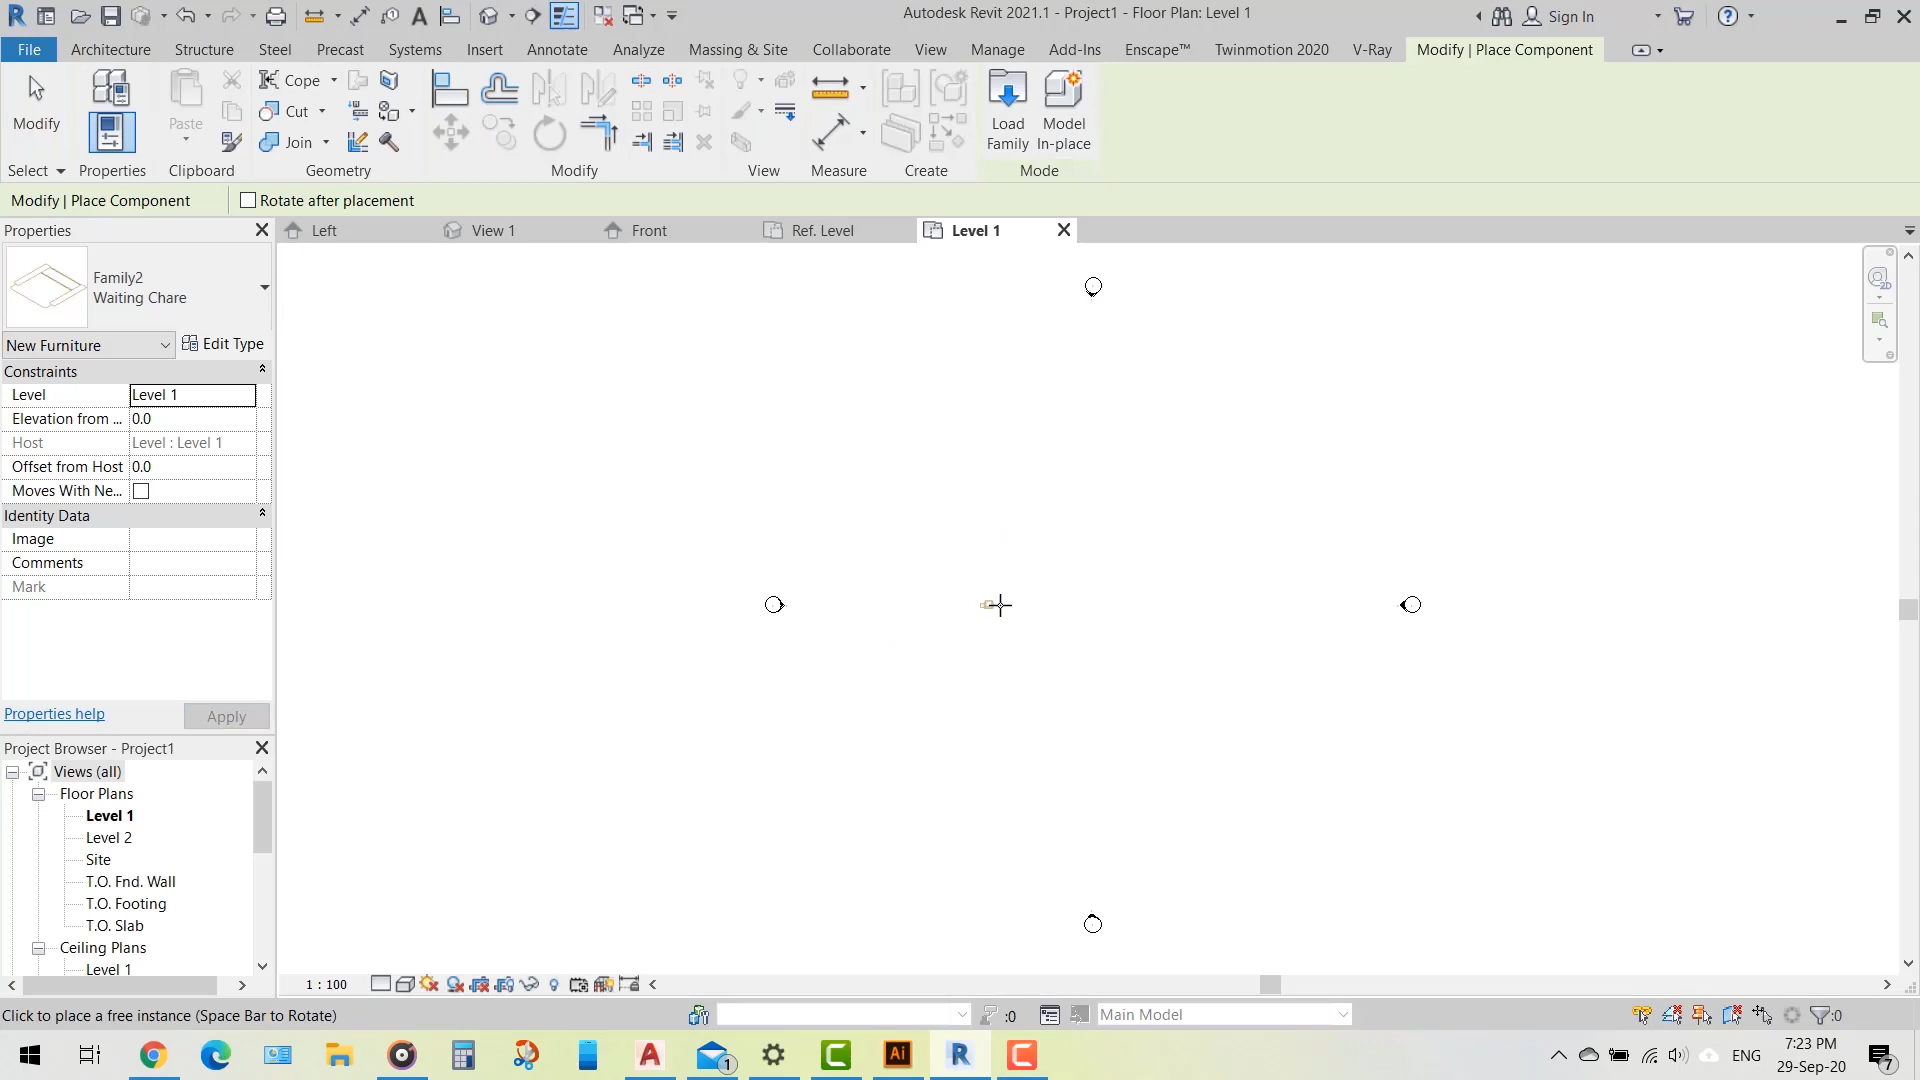 Autodesk Revit 2021.1 - Project1 - Floor Plan: Level 1
Sign In
File
Architecture
Structure
Steel
Precast
Systems
Insert
Annotate
Analyze
Massing & Site
Collaborate
View
Manage
Add-Ins
Enscape™
Twinmotion 2020
V-Ray
Modify | Place Component
Modify
Paste
Cope
Cut
Join
Load
Family
Model
In-place
Select
Properties
Clipboard
Geometry
Modify
View
Measure
Create
Mode
Modify | Place Component
Rotate after placement
Properties
Left
View 1
Front
Ref. Level
Level 1
Family2
Waiting Chare
New Furniture
Edit Type
Constraints
Level
Level 1
Elevation from ...
0.0
Host
Level : Level 1
Offset from Host
0.0
Moves With Ne...
Identity Data
Image
Comments
Mark
Properties help
Apply
Project Browser - Project1
Views (all)
Floor Plans
Level 1
Level 2
Site
T.O. Fnd. Wall
T.O. Footing
T.O. Slab
Ceiling Plans
Level 1
2D
1 : 100
Click to place a free instance (Space Bar to Rotate)
:0
Main Model
:0
1
Ai
ENG
7:23 PM
29-Sep-20
7